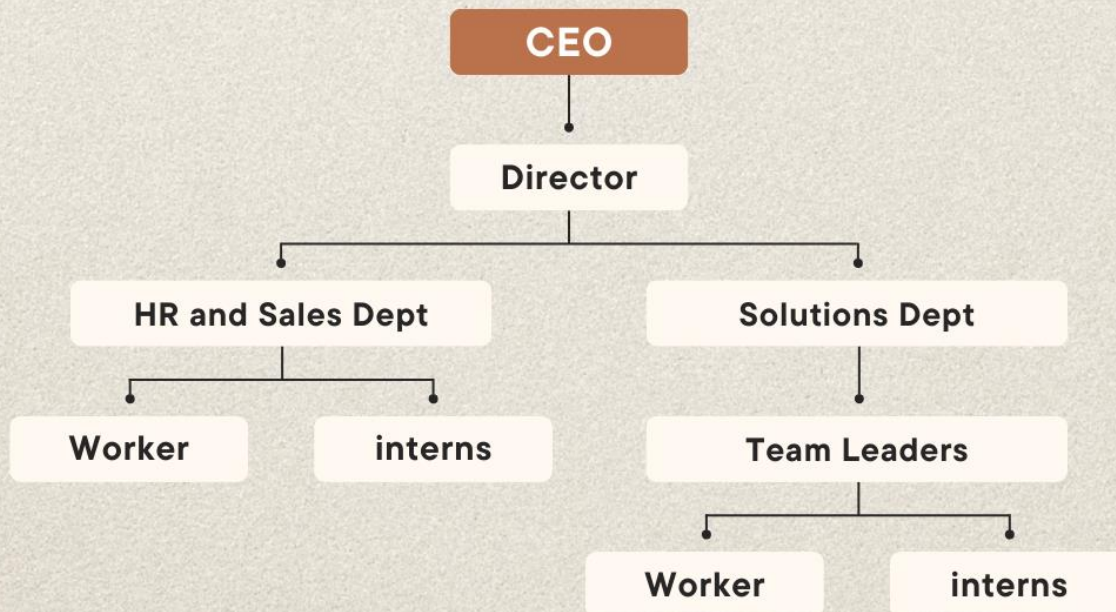 CEO
Director
HR and Sales Dept
Solutions Dept
Worker
interns
Team Leaders
Worker
interns